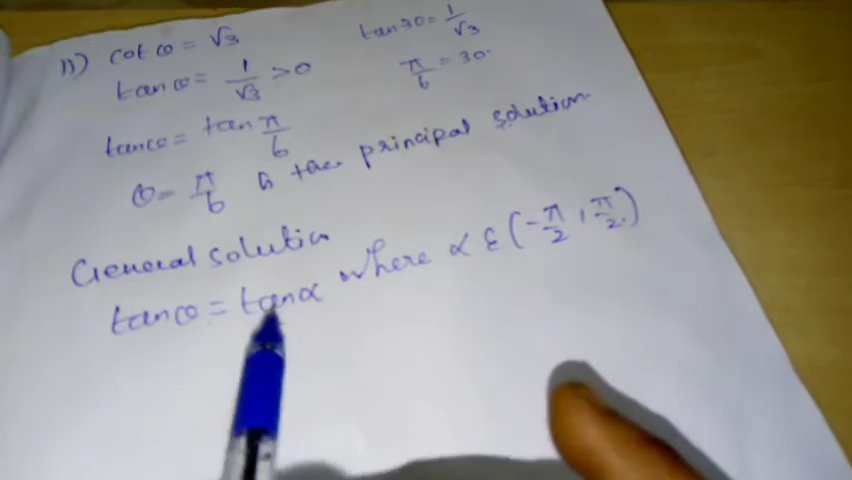 11) cot θ = √3
tan θ = 1/√3 > 0
tan 30 = 1/√3
π/6 = 30.
tan θ = tan π/6
θ = π/6 is the principal solution.
General solution
tan θ = tan α where α ε (-π/2, π/2)